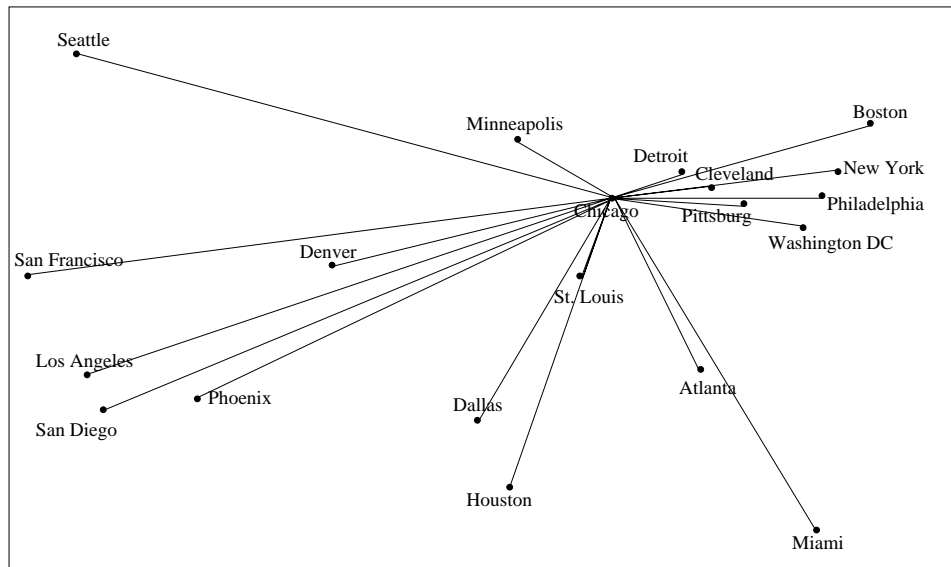 Seattle
Boston
Minneapolis
Detroit
Cleveland
New York
Chicago
Pittsburg
Philadelphia
Washington DC
San Francisco
Denver
St. Louis
Los Angeles
Phoenix
San Diego
Dallas
Atlanta
Houston
Miami